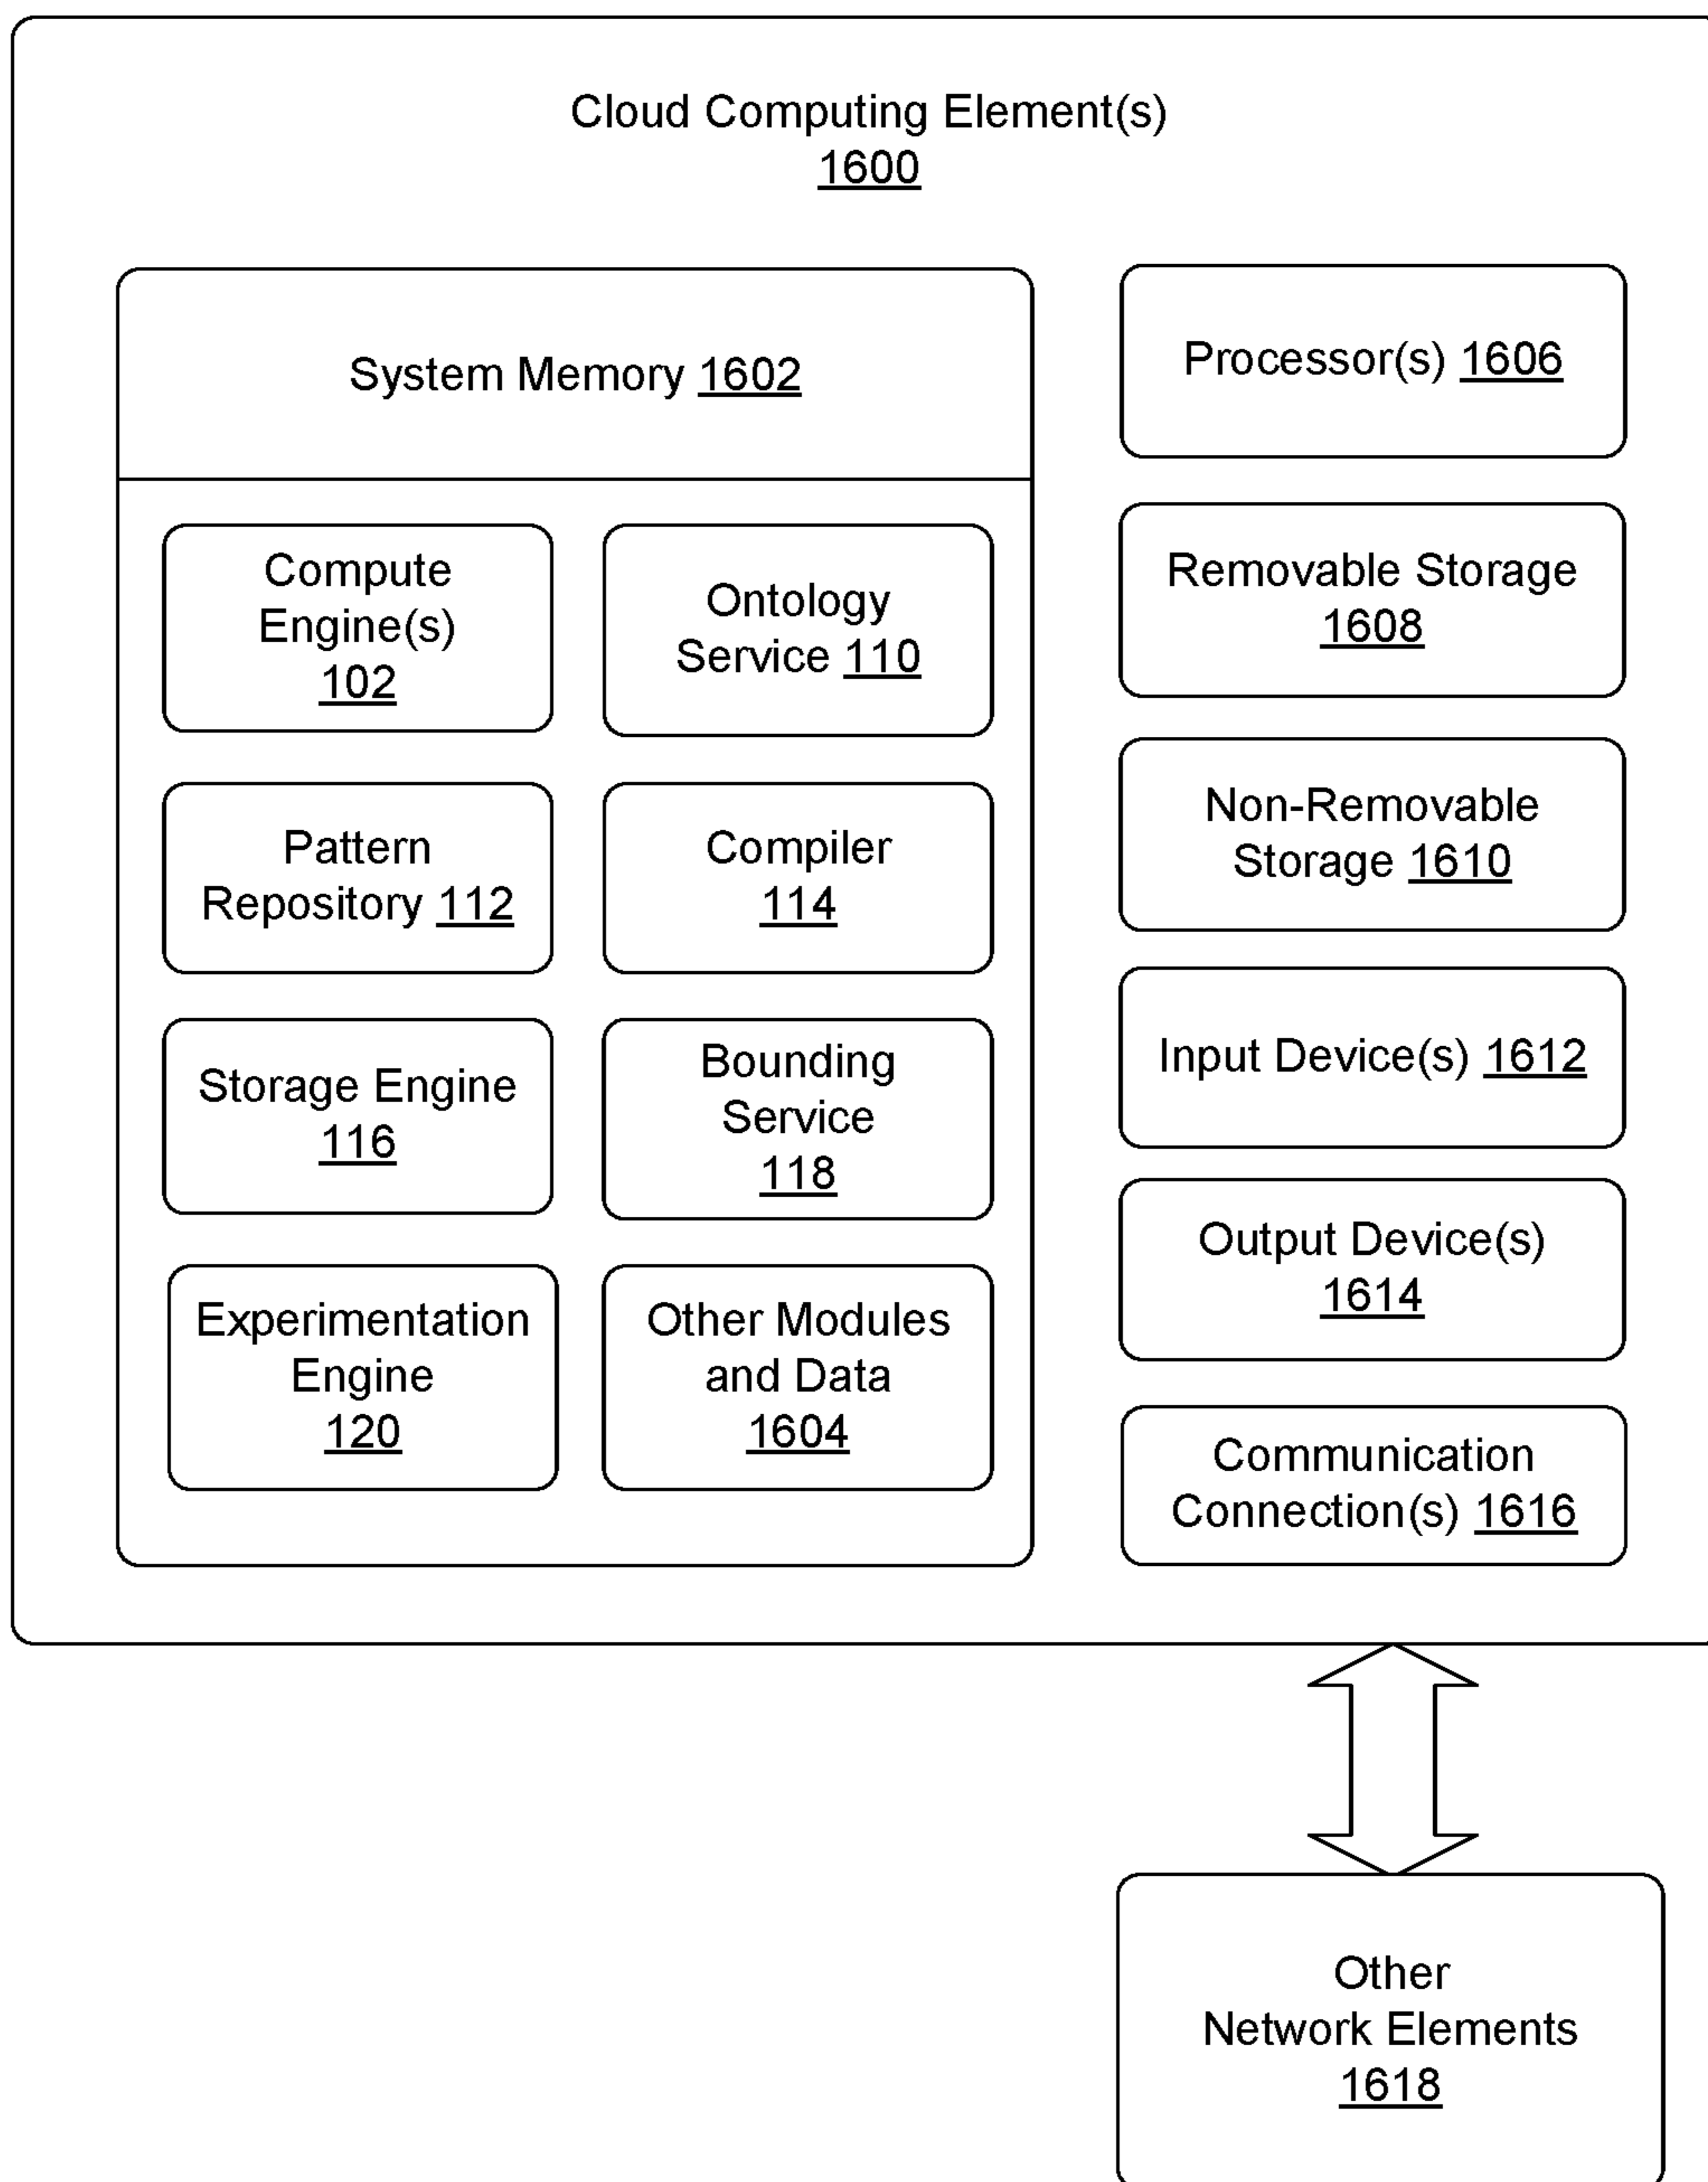 Cloud Computing Element(s)
1600
System Memory 1602
Compute
Engine(s)
102
Ontology
Service 110
Pattern
Repository 112
Compiler
114
Storage Engine
116
Bounding
Service
118
Experimentation
Engine
120
Other Modules
and Data
1604
Processor(s) 1606
Removable Storage
1608
Non-Removable
Storage 1610
Input Device(s) 1612
Output Device(s)
1614
Communication
Connection(s) 1616
Other
Network Elements
1618